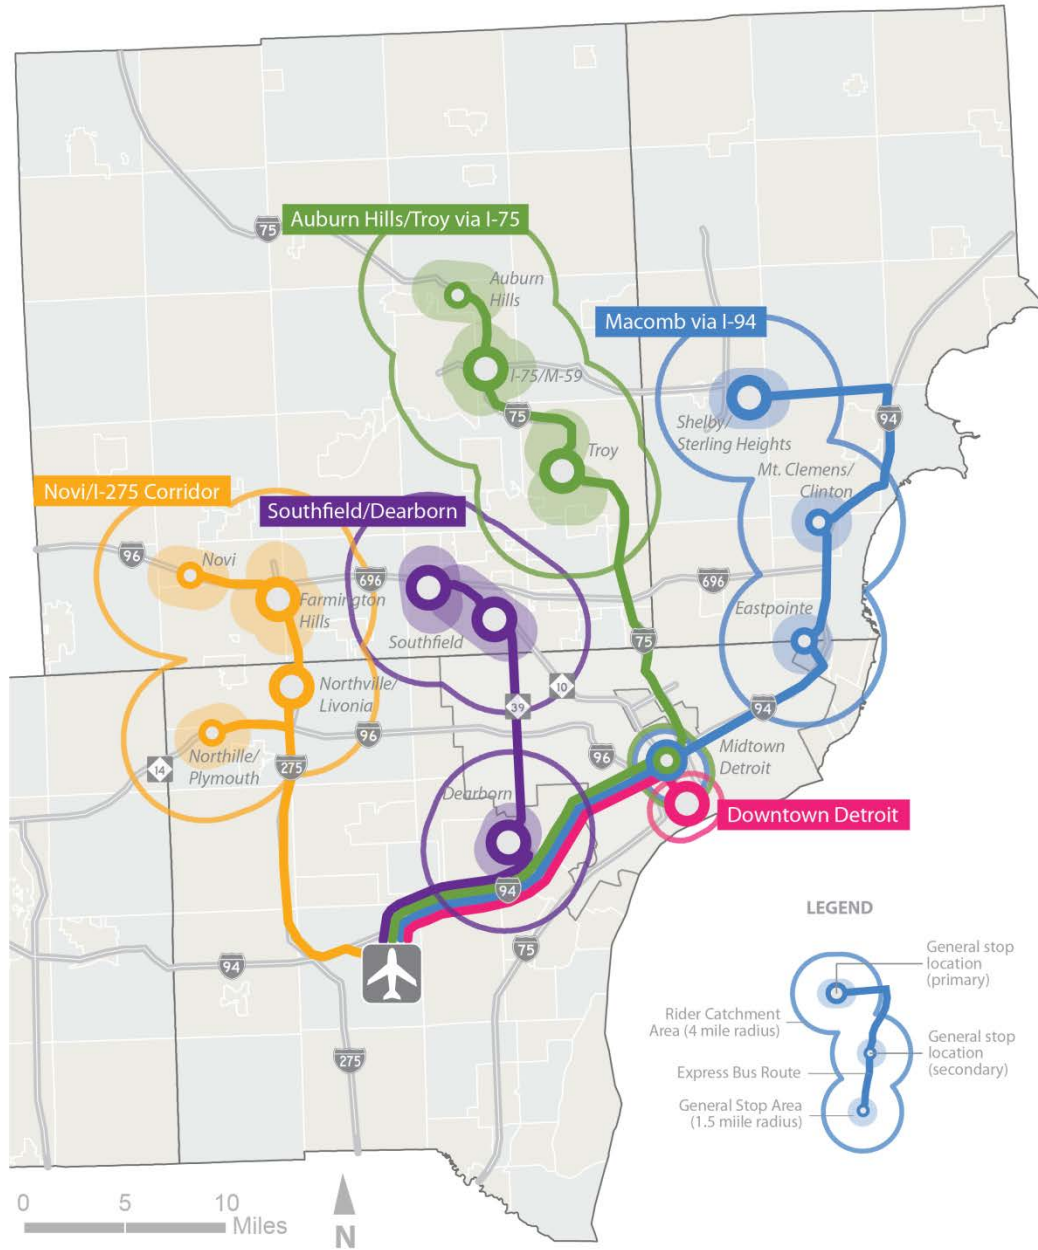 Auburn Hills/Troy via I-75
75
Auburn
Hills
Macomb via I-94
I-75/M-59
75
Shelby/
Sterling Heights
94
Troy
Mt. Clemens/
Clinton
Novi/I-275 Corridor
Southfield/Dearborn
96
Novi
696
696
Farmington
Hills
Southfield
Eastpointe
75
Northville/
Livonia
10
39
94
96
96
Midtown
Detroit
Northille/
Plymouth
14
275
Dearborn
Downtown Detroit
94
75
94
275
LEGEND
General stop
location
(primary)
Rider Catchment
Area (4 mile radius)
General stop
location
(secondary)
Express Bus Route
General Stop Area
(1.5 miile radius)
0 5 10
Miles
N